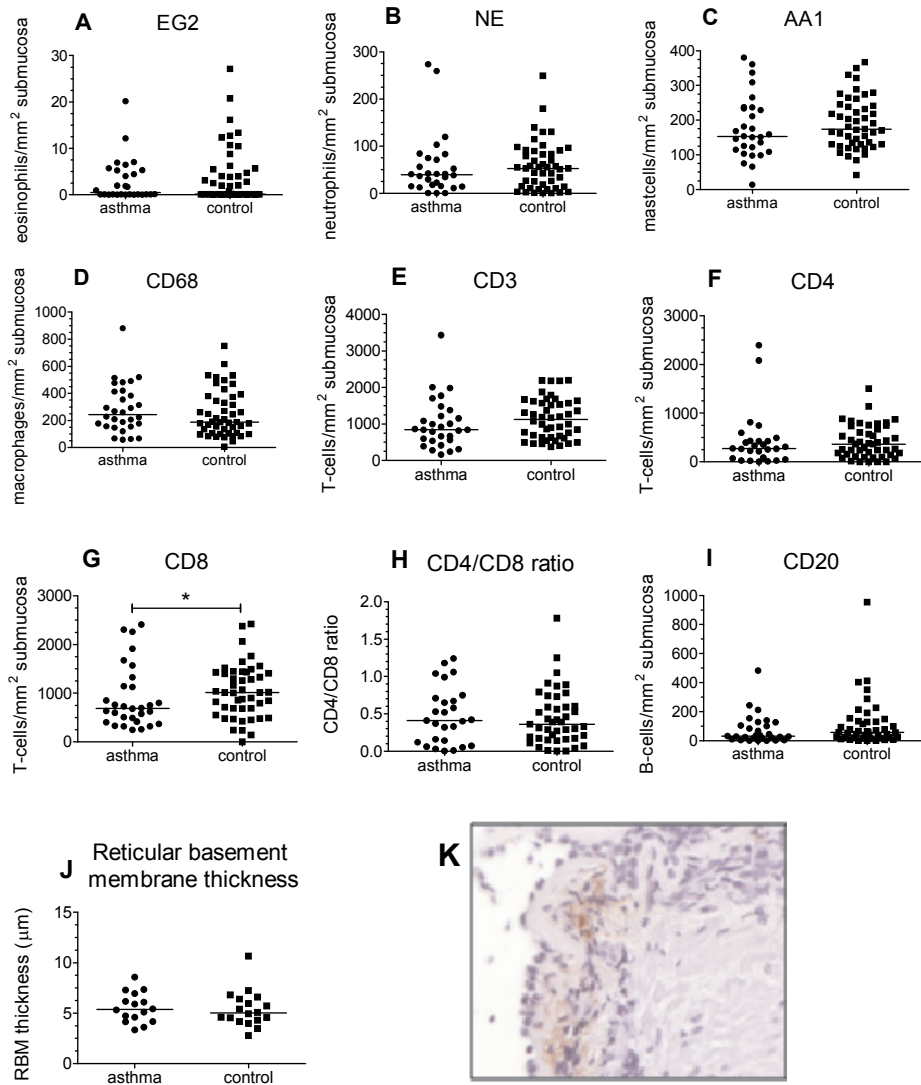 A EG2
eosinophils/mm² submucosa
30
20
10
0
asthma control
B NE
neutrophils/mm² submucosa
300
200
100
0
asthma control
C AA1
mastcells/mm² submucosa
400
300
200
100
0
asthma control
D CD68
macrophages/mm² submucosa
1000
800
600
400
200
0
asthma control
E CD3
T-cells/mm² submucosa
4000
3000
2000
1000
0
asthma control
F CD4
T-cells/mm² submucosa
3000
2000
1000
0
asthma control
G CD8
T-cells/mm² submucosa
3000
2000
1000
0
*
asthma control
H CD4/CD8 ratio
CD4/CD8 ratio
2.0
1.5
1.0
0.5
0.0
asthma control
I CD20
B-cells/mm² submucosa
1000
800
600
400
200
0
asthma control
J Reticular basement
membrane thickness
RBM thickness (μm)
15
10
5
0
asthma control
K